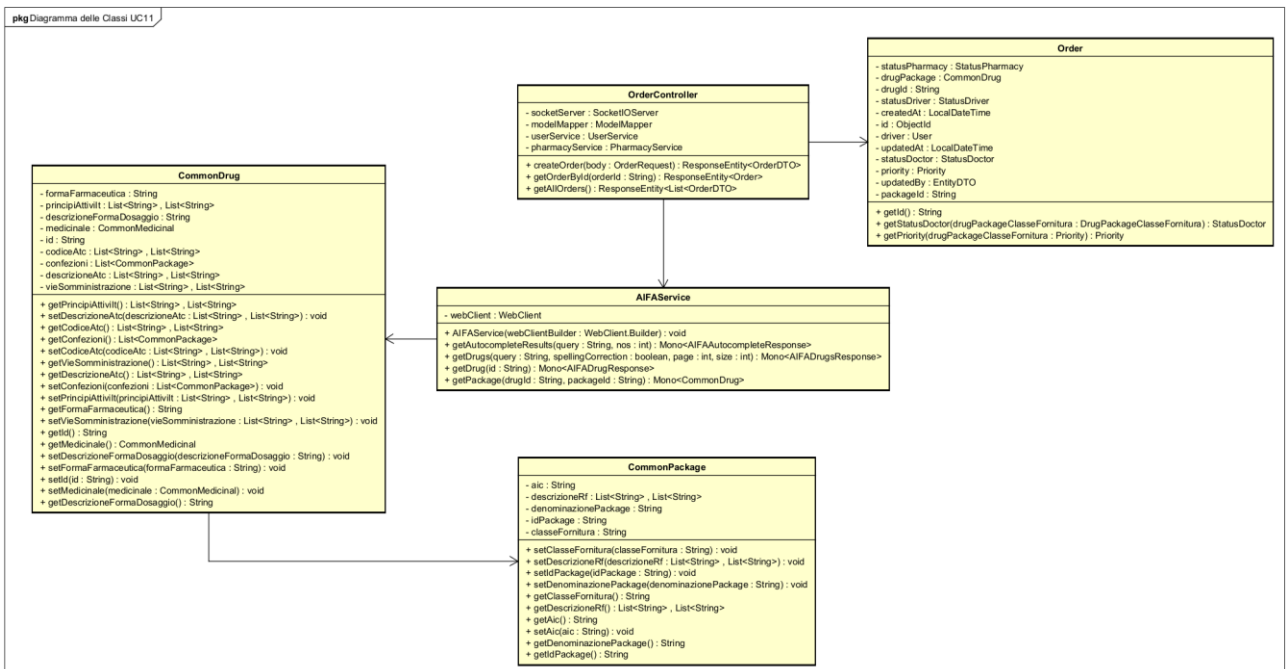 pkg Diagramma delle Classi UC11
Order
- statusPharmacy : StatusPharmacy
- drugPackage : CommonDrug
- drugId : String
- statusDriver : StatusDriver
- createdAt : LocalDateTime
- id : ObjectId
- driver : User
- updatedAt : LocalDateTime
- statusDoctor : StatusDoctor
- priority : Priority
- updatedBy : EntityDTO
- packageId : String
+ getId() : String
+ getStatusDoctor(drugPackageClasseFornitura : DrugPackageClasseFornitura) : StatusDoctor
+ getPriority(drugPackageClasseFornitura : Priority) : Priority
OrderController
- socketServer : SocketIOServer
- modelMapper : ModelMapper
- userService : UserService
- pharmacyService : PharmacyService
+ createOrder(body : OrderRequest) : ResponseEntity<OrderDTO>
+ getOrderById(orderId : String) : ResponseEntity<Order>
+ getAllOrders() : ResponseEntity<List<OrderDTO>
CommonDrug
- formaFarmaceutica : String
- principiAttiviIt : List<String> , List<String>
- descrizioneFormaDosaggio : String
- medicinale : CommonMedicinal
- id : String
- codiceAtc : List<String> , List<String>
- confezioni : List<CommonPackage>
- descrizioneAtc : List<String> , List<String>
- vieSomministrazione : List<String> , List<String>
+ getPrincipiAttiviIt() : List<String> , List<String>
+ setDescrizioneAtc(descrizioneAtc : List<String> , List<String>) : void
+ getCodiceAtc() : List<String> , List<String>
+ getConfezioni() : List<CommonPackage>
+ setCodiceAtc(codiceAtc : List<String> , List<String>) : void
+ getVieSomministrazione() : List<String> , List<String>
+ getDescrizioneAtc() : List<String> , List<String>
+ setConfezioni(confezioni : List<CommonPackage>) : void
+ setPrincipiAttiviIt(principiAttiviIt : List<String> , List<String>) : void
+ getFormaFarmaceutica() : String
+ setVieSomministrazione(vieSomministrazione : List<String> , List<String>) : void
+ getId() : String
+ getMedicinale() : CommonMedicinal
+ setDescrizioneFormaDosaggio(descrizioneFormaDosaggio : String) : void
+ setFormaFarmaceutica(formaFarmaceutica : String) : void
+ setId(id : String) : void
+ setMedicinale(medicinale : CommonMedicinal) : void
+ getDescrizioneFormaDosaggio() : String
AIFAService
- webClient : WebClient
+ AIFAService(webClientBuilder : WebClient.Builder) : void
+ getAutocompleteResults(query : String, nos : int) : Mono<AIFAAutocompleteResponse>
+ getDrugs(query : String, spellingCorrection : boolean, page : int, size : int) : Mono<AIFADrugsResponse>
+ getDrug(id : String) : Mono<AIFADrugResponse>
+ getPackage(drugId : String, packageId : String) : Mono<CommonDrug>
CommonPackage
- aic : String
- descrizioneRf : List<String> , List<String>
- denominazionePackage : String
- idPackage : String
- classeFornitura : String
+ setClasseFornitura(classeFornitura : String) : void
+ setDescrizioneRf(descrizioneRf : List<String> , List<String>) : void
+ setIdPackage(idPackage : String) : void
+ setDenominazionePackage(denominazionePackage : String) : void
+ getClasseFornitura() : String
+ getDescrizioneRf() : List<String> , List<String>
+ getAic() : String
+ setAic(aic : String) : void
+ getDenominazionePackage() : String
+ getIdPackage() : String